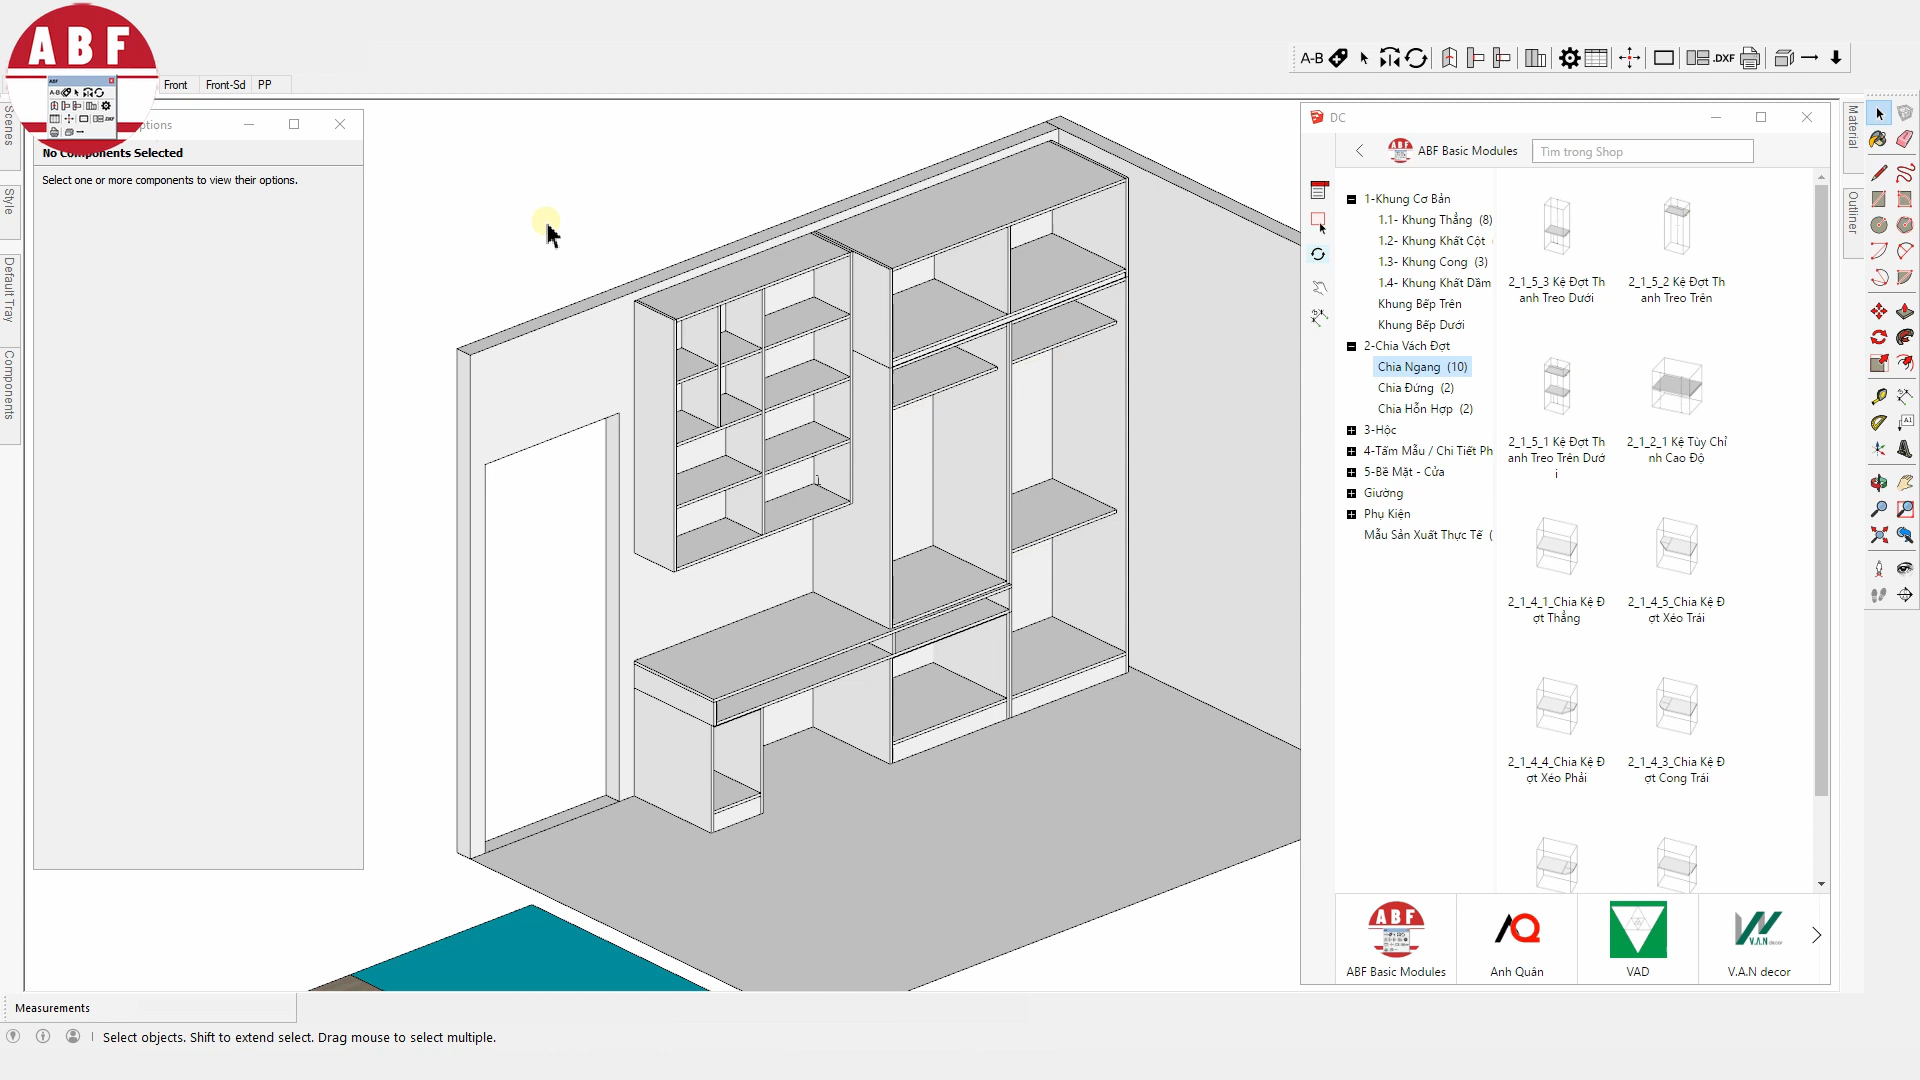 ABF
A-B
DXF
Front
Front-Sd
PP
ptions
No Components Selected
Select one or more components to view their options.
Scenes
Style
Default Tray
Components
DC
ABF Basic Modules
Tìm trong Shop
1-Khung Cơ Bản
1.1- Khung Thẳng (8)
1.2- Khung Khất Cột
1.3- Khung Cong (3)
1.4- Khung Khất Dầm
Khung Bếp Trên
Khung Bếp Dưới
2-Chia Vách Đợt
Chia Ngang (10)
Chia Đứng (2)
Chia Hỗn Hợp (2)
3-Hộc
4-Tấm Mẫu / Chi Tiết Ph
5-Bề Mặt - Cửa
Giường
Phụ Kiện
Mẫu Sản Xuất Thực Tế (
2_1_5_3 Kệ Đợt Th
anh Treo Dưới
2_1_5_2 Kệ Đợt Th
anh Treo Trên
2_1_5_1 Kệ Đợt Th
anh Treo Trên Dướ
i
2_1_2_1 Kệ Tùy Chỉ
nh Cao Độ
2_1_4_1_Chia Kệ Đ
ợt Thẳng
2_1_4_5_Chia Kệ Đ
ợt Xéo Trái
2_1_4_4_Chia Kệ Đ
ợt Xéo Phải
2_1_4_3_Chia Kệ Đ
ợt Cong Trái
ABF
ABF Basic Modules
Anh Quân
VAD
V.A.N decor
V.A.N decor
Material
Outliner
A1
Measurements
Select objects. Shift to extend select. Drag mouse to select multiple.